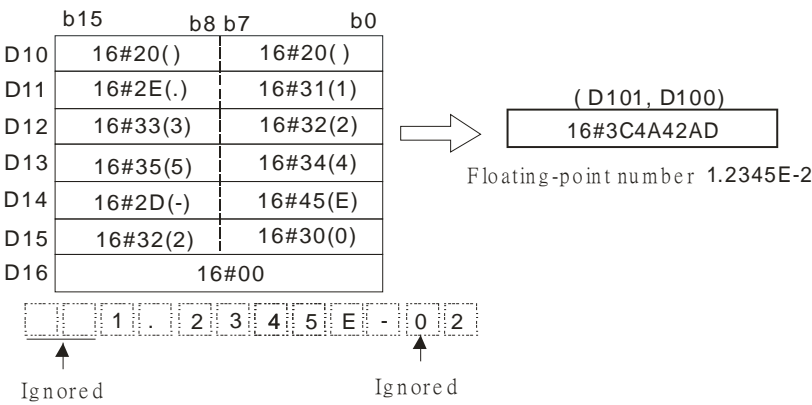 b15 b8 b7 b0
D10 16#20( ) 16#20( )
D11 16#2E(.) 16#31(1)
D12 16#33(3) 16#32(2)
D13 16#35(5) 16#34(4)
D14 16#2D(-) 16#45(E)
D15 16#32(2) 16#30(0)
D16 16#00
( D101, D100)
16#3C4A42AD
Floating-point number 1.2345E-2
1 . 2 3 4 5 E - 0 2
Ignored Ignored